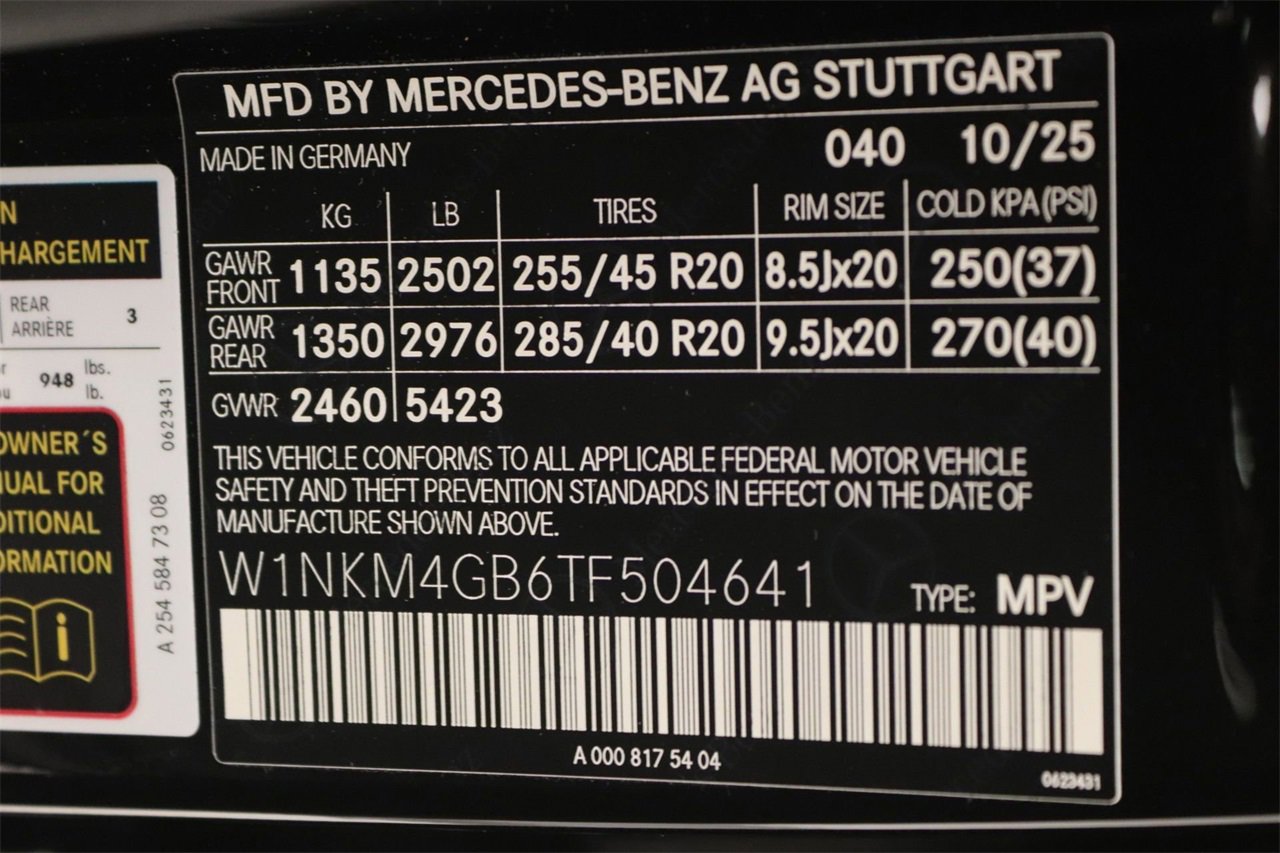 MFD BY MERCEDES-BENZ AG STUTTGART
MADE IN GERMANY 040 10/25
KG LB TIRES RIM SIZE COLD KPA (PSI)
GAWR FRONT 1135 2502 255/45 R20 8.5Jx20 250(37)
GAWR REAR 1350 2976 285/40 R20 9.5Jx20 270(40)
GVWR 2460 5423
THIS VEHICLE CONFORMS TO ALL APPLICABLE FEDERAL MOTOR VEHICLE
SAFETY AND THEFT PREVENTION STANDARDS IN EFFECT ON THE DATE OF
MANUFACTURE SHOWN ABOVE.
W1NKM4GB6TF504641 TYPE: MPV
A 000 817 54 04
0623431
HARGEMENT
REAR
ARRIÈRE 3
948 lbs.
lb.
OWNER´S
UAL FOR
DITIONAL
ORMATION
i
0623431
A 254 584 73 08